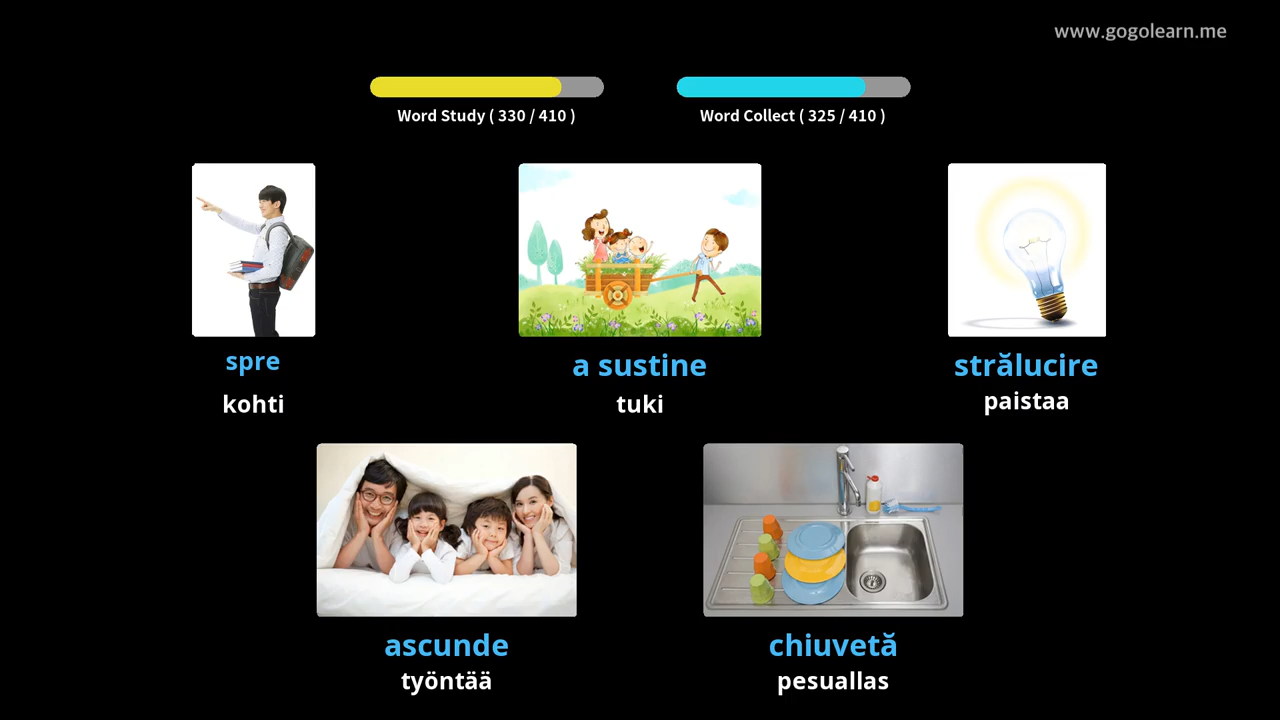 www.gogolearn.me
Word Study ( 330 / 410 )
Word Collect ( 325 / 410 )
spre
kohti
a sustine
tuki
strălucire
paistaa
ascunde
työntää
chiuvetă
pesuallas